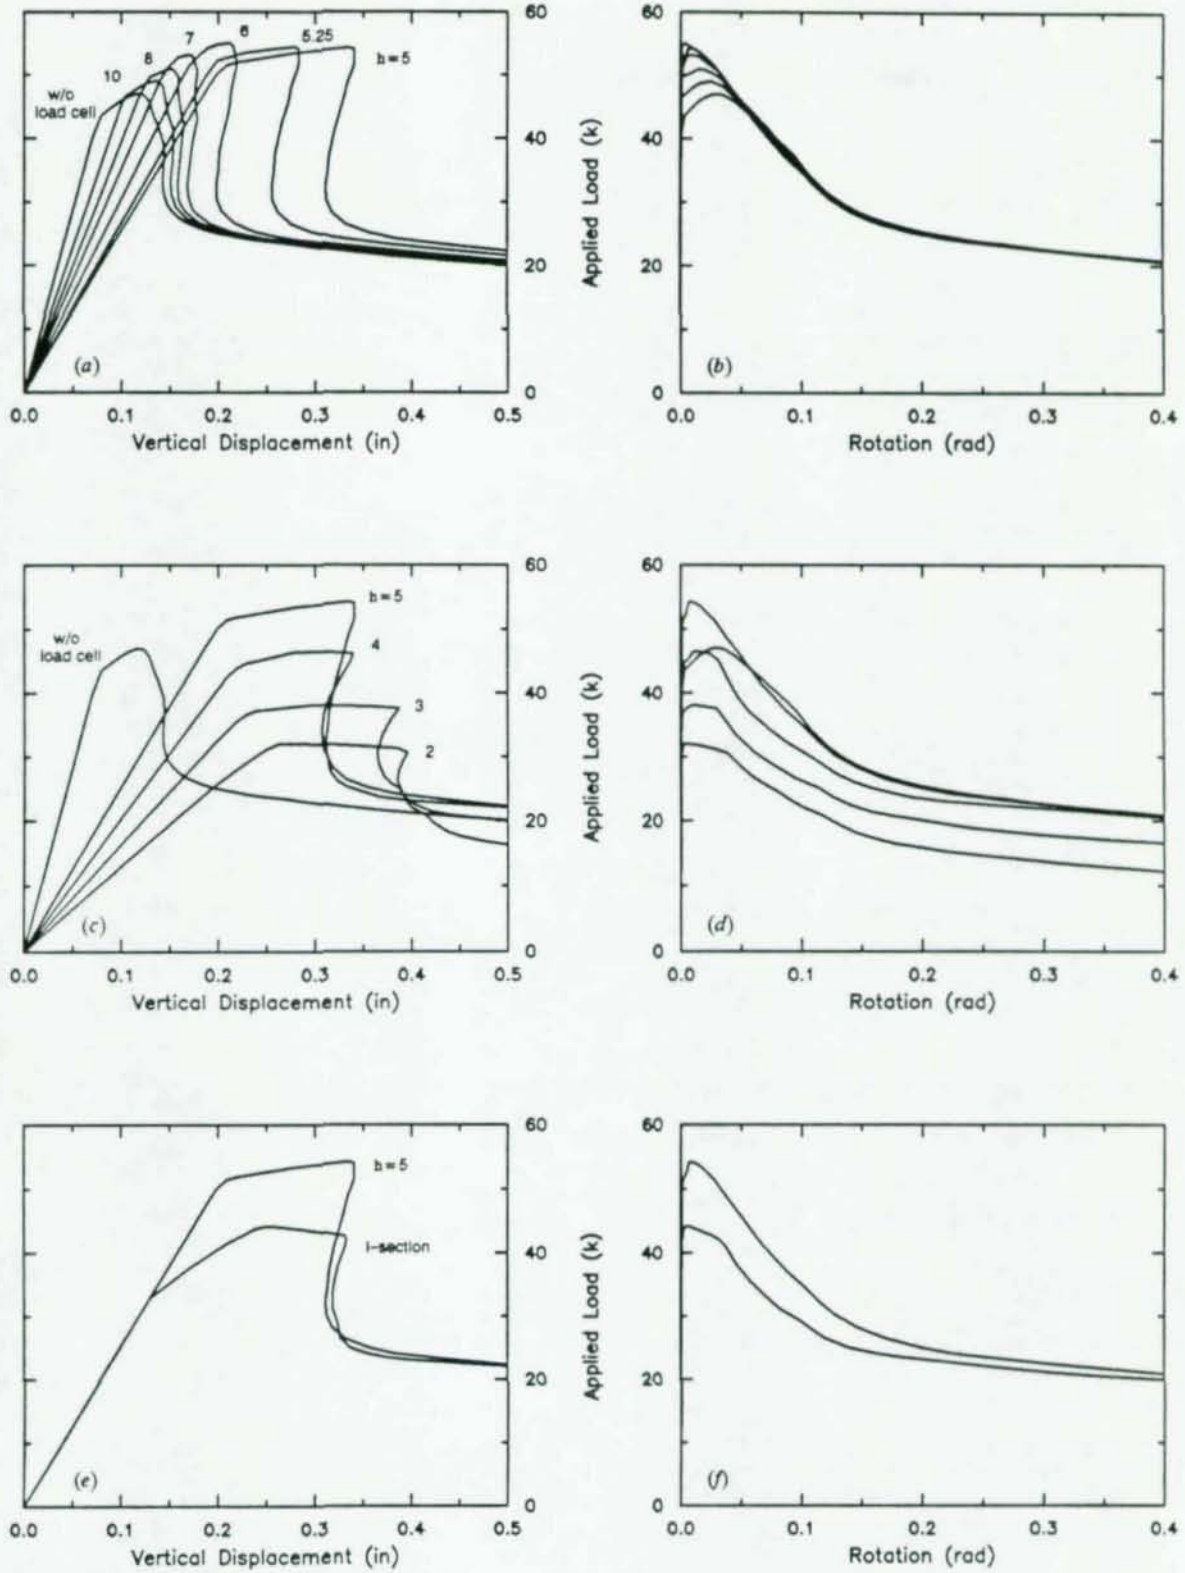 60
40
20
0
0.0 0.1 0.2 0.3 0.4 0.5
Vertical Displacement (in)
w/o
load cell
10
8
7
6
5.25
h=5
(a)
Applied Load (k)
60
40
20
0
0.0 0.1 0.2 0.3 0.4
Rotation (rad)
(b)
w/o
load cell
h=5
4
3
2
(c)
60
40
20
0
0.0 0.1 0.2 0.3 0.4 0.5
Vertical Displacement (in)
Applied Load (k)
60
40
20
0
0.0 0.1 0.2 0.3 0.4
Rotation (rad)
(d)
h=5
I-section
(e)
60
40
20
0
0.0 0.1 0.2 0.3 0.4 0.5
Vertical Displacement (in)
Applied Load (k)
60
40
20
0
0.0 0.1 0.2 0.3 0.4
Rotation (rad)
(f)